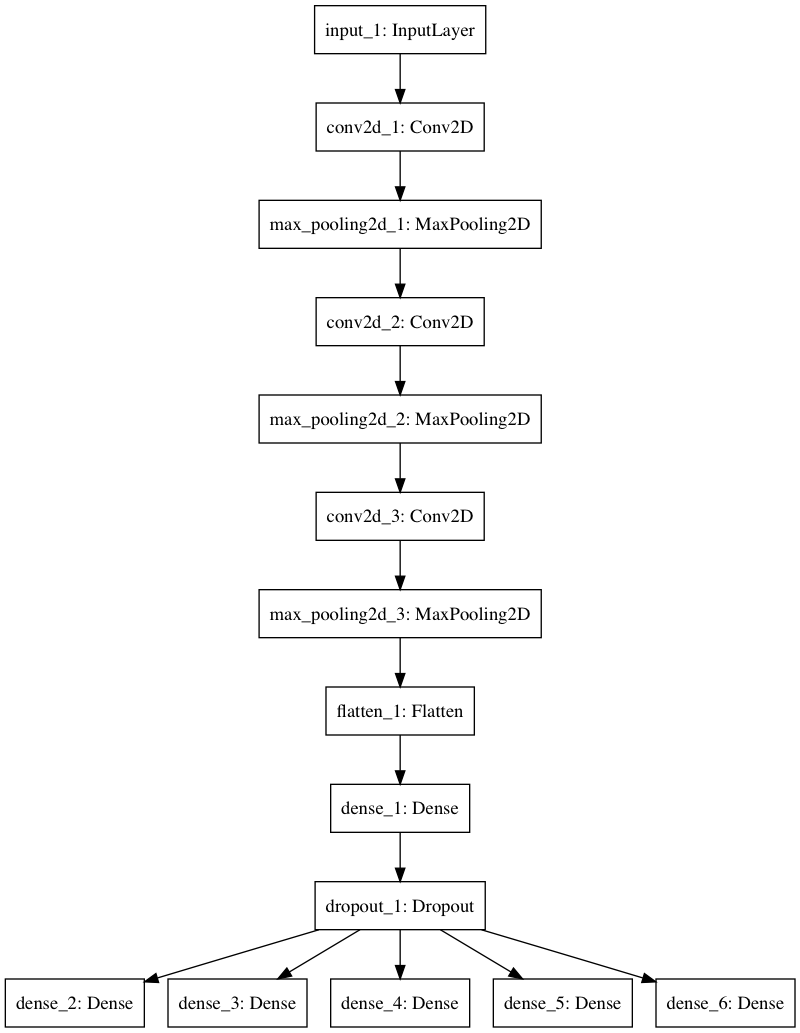 input_1: InputLayer
conv2d_1: Conv2D
max_pooling2d_1: MaxPooling2D
conv2d_2: Conv2D
max_pooling2d_2: MaxPooling2D
conv2d_3: Conv2D
max_pooling2d_3: MaxPooling2D
flatten_1: Flatten
dense_1: Dense
dropout_1: Dropout
dense_2: Dense
dense_3: Dense
dense_4: Dense
dense_5: Dense
dense_6: Dense